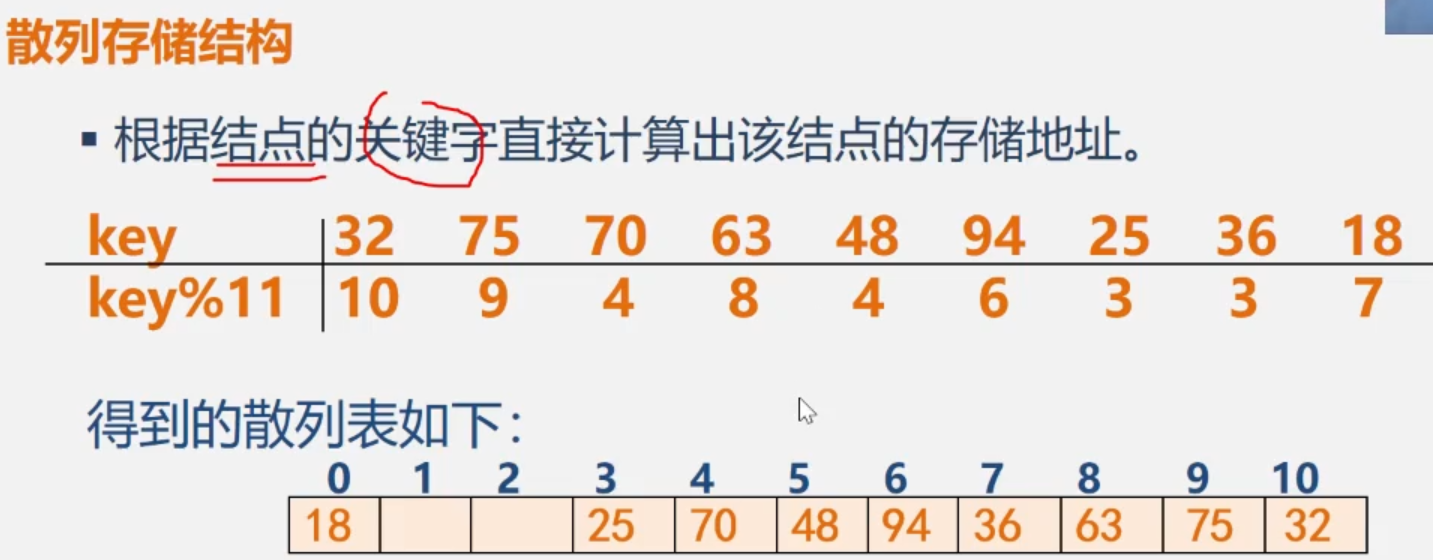 散列存储结构
▪ 根据结点的关键字直接计算出该结点的存储地址。
key 32 75 70 63 48 94 25 36 18
key%11 10 9 4 8 4 6 3 3 7
得到的散列表如下：
0 1 2 3 4 5 6 7 8 9 10
18 25 70 48 94 36 63 75 32